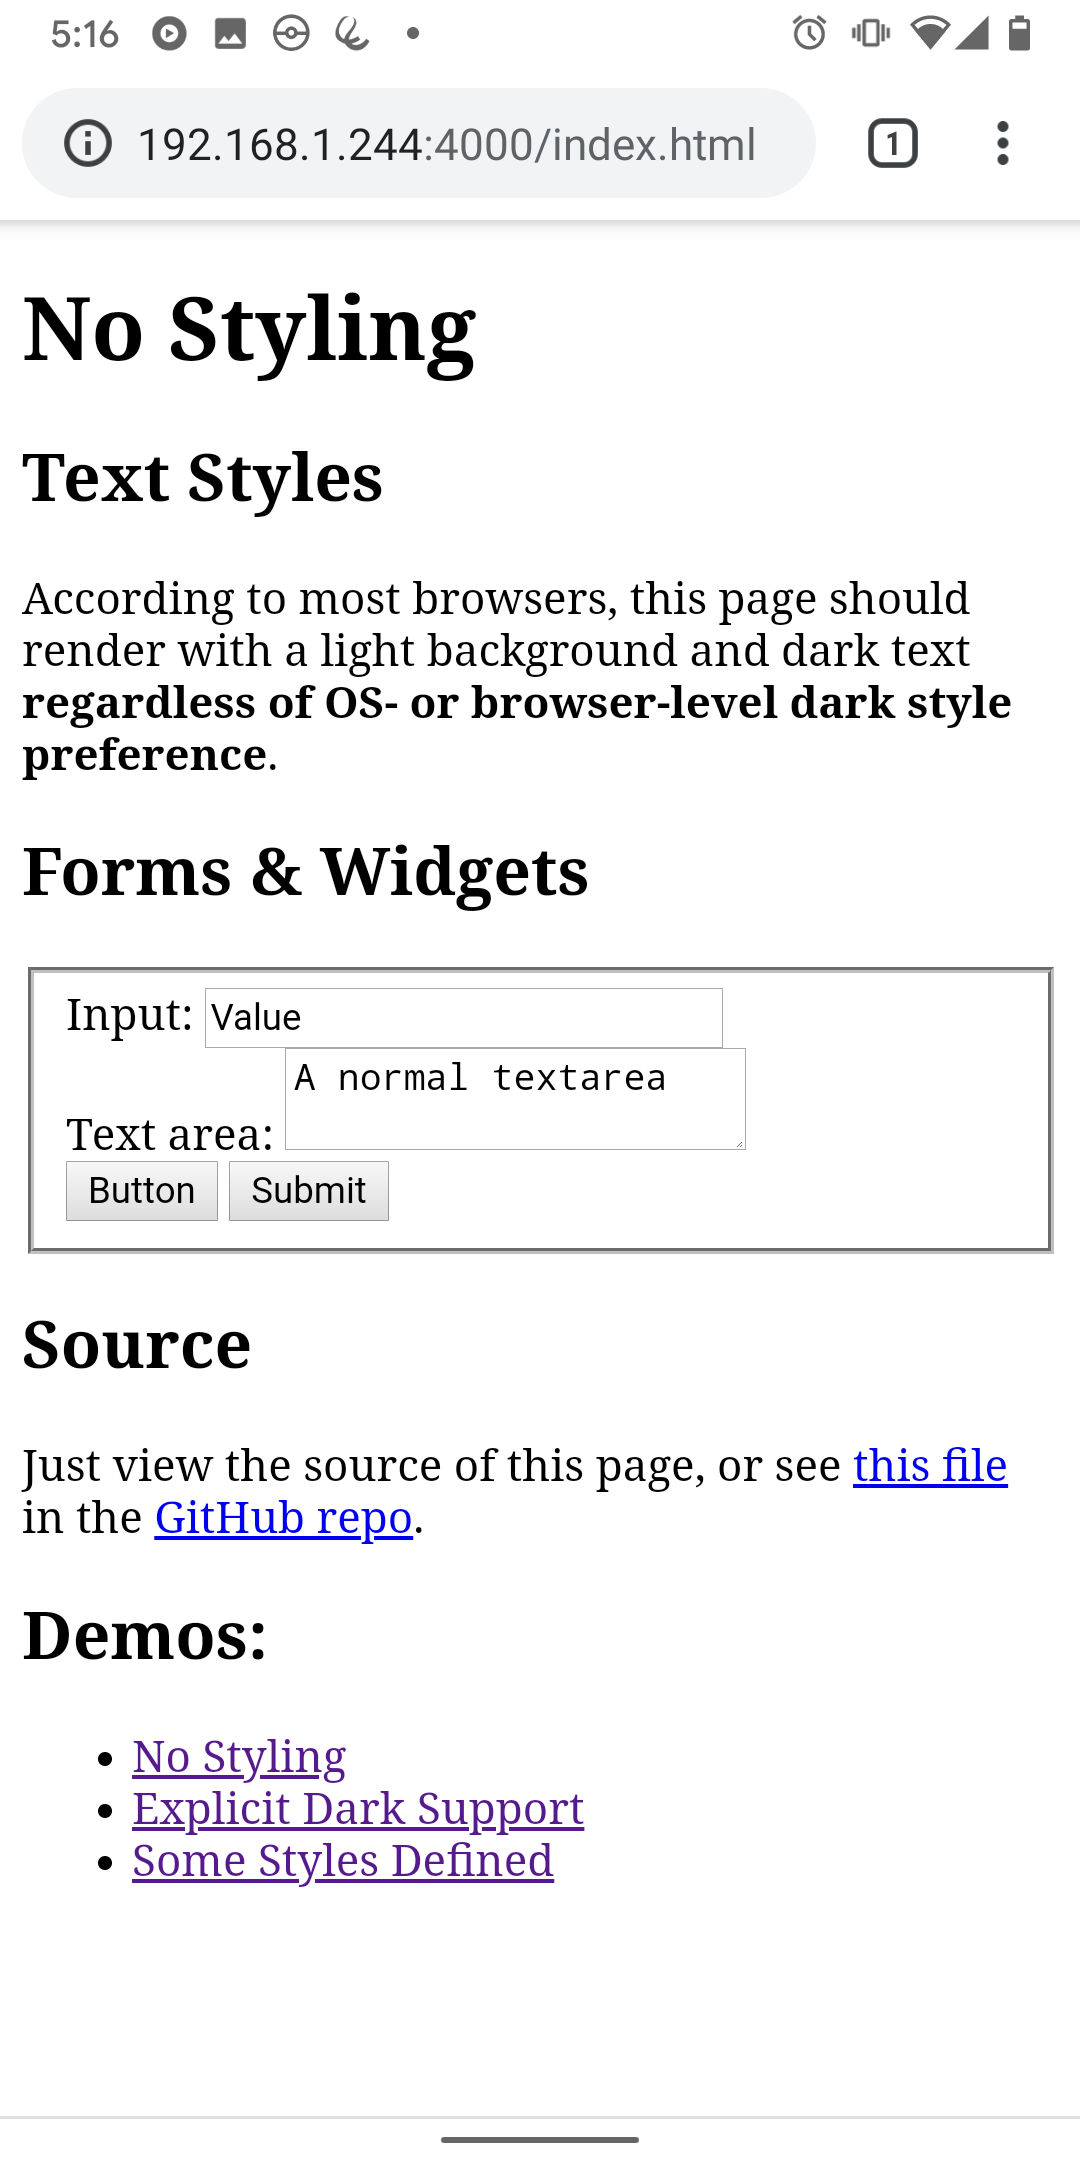 5:16
192.168.1.244:4000/index.html
1
No Styling
Text Styles
According to most browsers, this page should
render with a light background and dark text
regardless of OS- or browser-level dark style
preference.
Forms & Widgets
Input: Value
A normal textarea
Text area:
Button Submit
Source
Just view the source of this page, or see this file
in the GitHub repo.
Demos:
• No Styling
• Explicit Dark Support
• Some Styles Defined